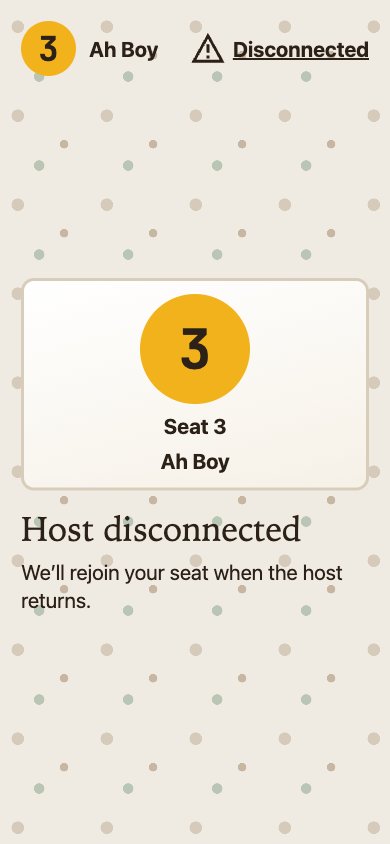 3 Ah Boy Disconnected
3
Seat 3
Ah Boy
Host disconnected
We’ll rejoin your seat when the host
returns.